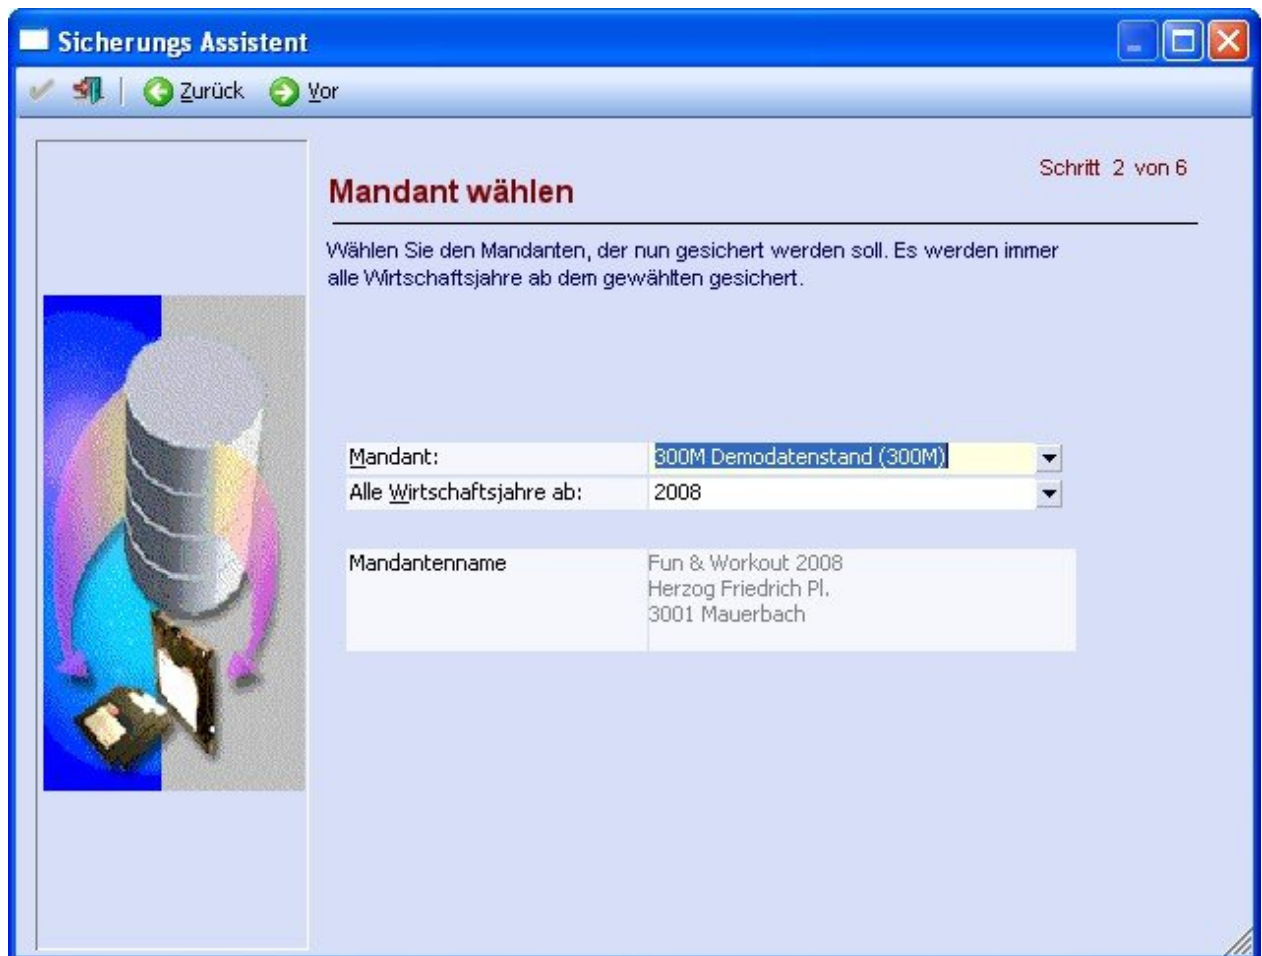 Sicherungs Assistent
Zurück Vor
Schritt 2 von 6
Mandant wählen
Wählen Sie den Mandanten, der nun gesichert werden soll. Es werden immer
alle Wirtschaftsjahre ab dem gewählten gesichert.
Mandant: 300M Demodatenstand (300M)
Alle Wirtschaftsjahre ab: 2008
Mandantenname Fun & Workout 2008
Herzog Friedrich Pl.
3001 Mauerbach